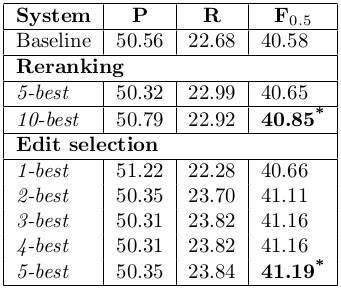 System P R F0.5
Baseline 50.56 22.68 40.58
Reranking
5-best 50.32 22.99 40.65
10-best 50.79 22.92 40.85*
Edit selection
1-best 51.22 22.28 40.66
2-best 50.35 23.70 41.11
3-best 50.31 23.82 41.16
4-best 50.31 23.82 41.16
5-best 50.35 23.84 41.19*